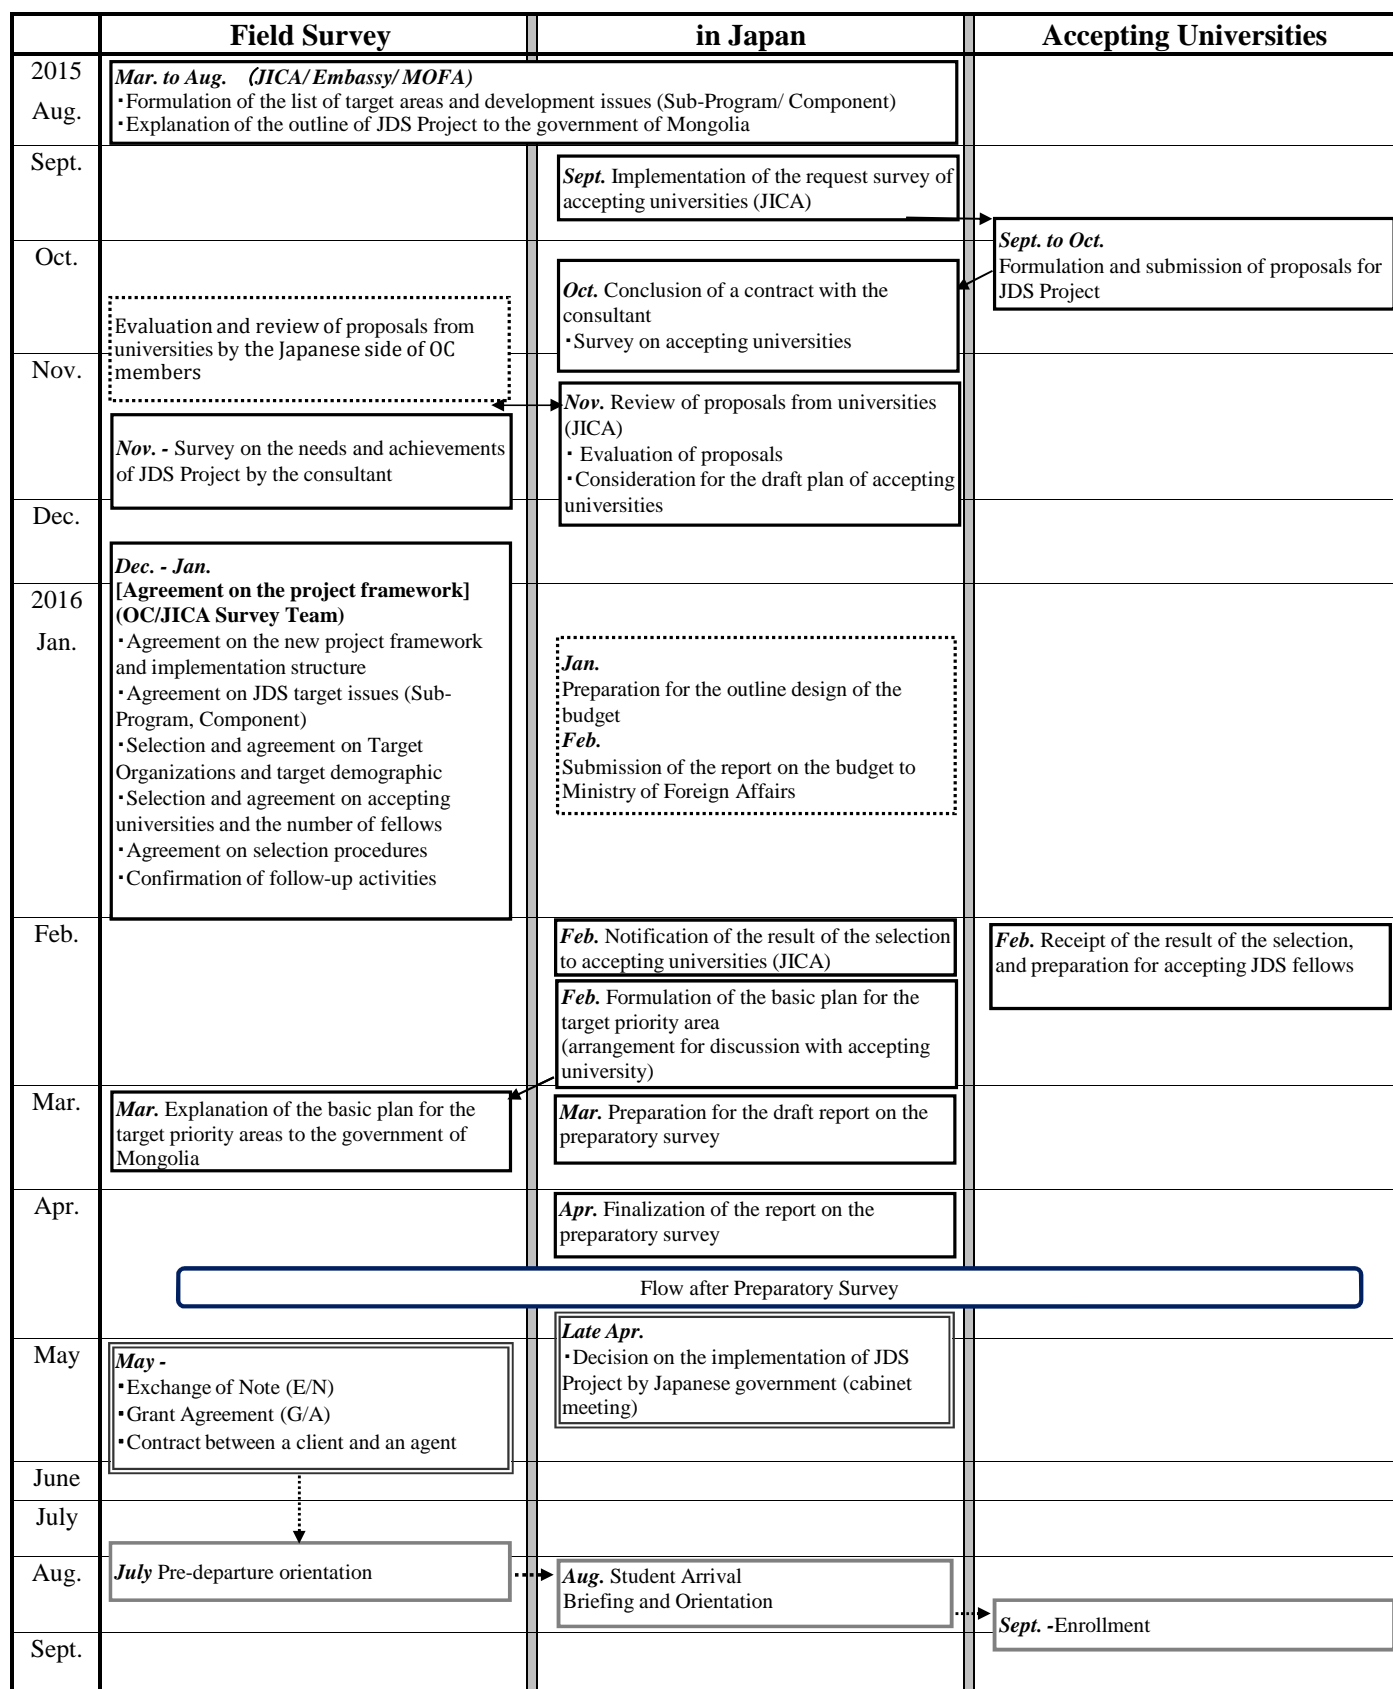 Field Survey
in Japan
Accepting Universities
2015
Aug.
Mar. to Aug. （JICA/ Embassy/ MOFA)
・Formulation of the list of target areas and development issues (Sub-Program/ Component)
・Explanation of the outline of JDS Project to the government of Mongolia
Sept.
Sept. Implementation of the request survey of
accepting universities (JICA)
Sept. to Oct.
Formulation and submission of proposals for
JDS Project
Oct.
Oct. Conclusion of a contract with the
consultant
・Survey on accepting universities
Evaluation and review of proposals from
universities by the Japanese side of OC
members
Nov.
Nov. Review of proposals from universities
(JICA)
・ Evaluation of proposals
・Consideration for the draft plan of accepting
universities
Nov. - Survey on the needs and achievements
of JDS Project by the consultant
Dec.
Dec. - Jan.
[Agreement on the project framework]
(OC/JICA Survey Team)
・Agreement on the new project framework
and implementation structure
・Agreement on JDS target issues (Sub-
Program, Component)
・Selection and agreement on Target
Organizations and target demographic
・Selection and agreement on accepting
universities and the number of fellows
・Agreement on selection procedures
・Confirmation of follow-up activities
2016
Jan.
Jan.
Preparation for the outline design of the
budget
Feb.
Submission of the report on the budget to
Ministry of Foreign Affairs
Feb.
Feb. Notification of the result of the selection
to accepting universities (JICA)
Feb. Receipt of the result of the selection,
and preparation for accepting JDS fellows
Feb. Formulation of the basic plan for the
target priority area
(arrangement for discussion with accepting
university)
Mar.
Mar. Explanation of the basic plan for the
target priority areas to the government of
Mongolia
Mar. Preparation for the draft report on the
preparatory survey
Apr.
Apr. Finalization of the report on the
preparatory survey
Flow after Preparatory Survey
Late Apr.
・Decision on the implementation of JDS
Project by Japanese government (cabinet
meeting)
May
May -
・Exchange of Note (E/N)
・Grant Agreement (G/A)
・Contract between a client and an agent
June
July
July Pre-departure orientation
Aug.
Aug. Student Arrival
Briefing and Orientation
Sept. -Enrollment
Sept.